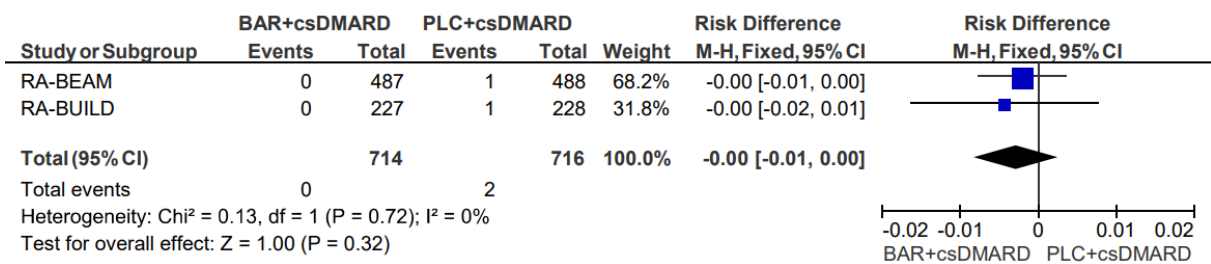 BAR+csDMARD PLC+csDMARD Risk Difference Risk Difference
Study or Subgroup Events Total Events Total Weight M-H, Fixed, 95% CI M-H, Fixed, 95% CI
RA-BEAM 0 487 1 488 68.2% -0.00 [-0.01, 0.00]
RA-BUILD 0 227 1 228 31.8% -0.00 [-0.02, 0.01]
Total (95% CI) 714 716 100.0% -0.00 [-0.01, 0.00]
Total events 0 2
Heterogeneity: Chi² = 0.13, df = 1 (P = 0.72); I² = 0%
Test for overall effect: Z = 1.00 (P = 0.32)
-0.02 -0.01 0 0.01 0.02
BAR+csDMARD PLC+csDMARD